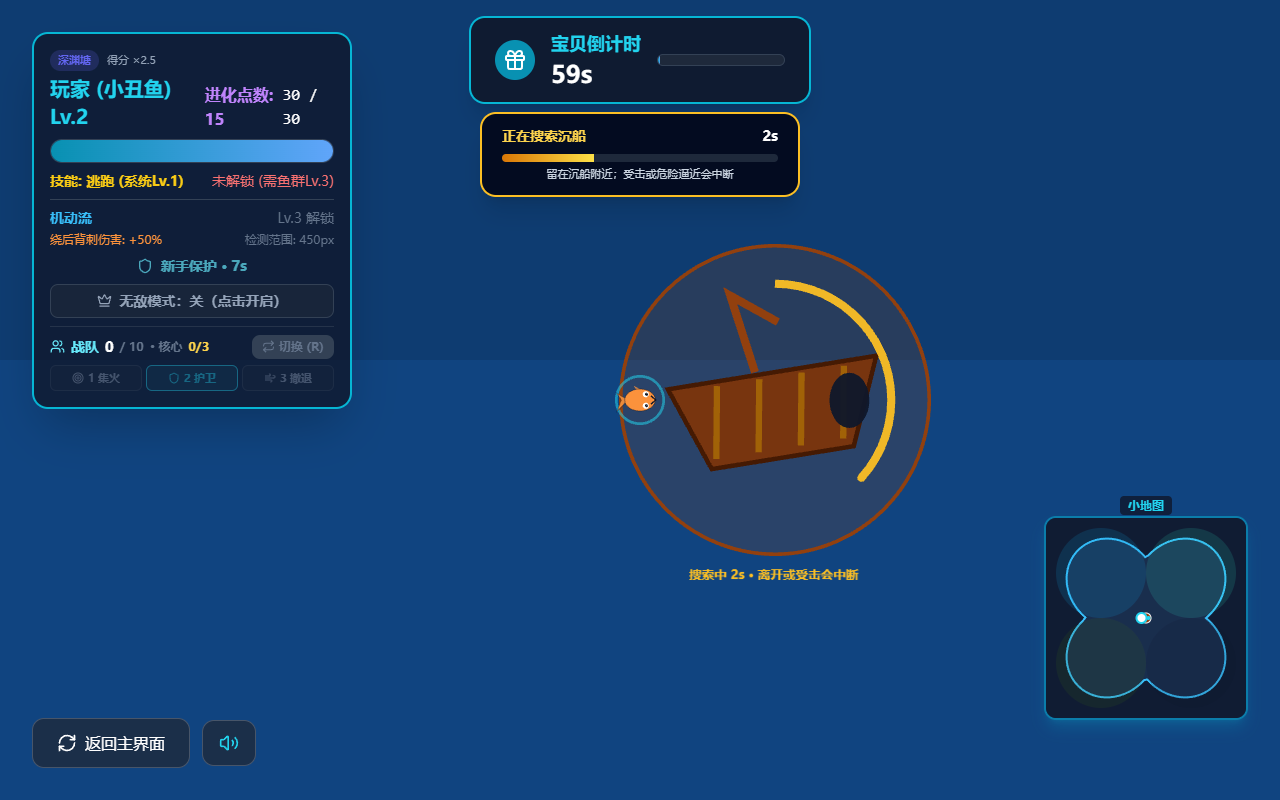 深渊塘 得分 ×2.5
玩家 (小丑鱼) Lv.2
进化点数: 15
30 / 30
技能: 逃跑 (系统Lv.1) 未解锁 (需鱼群Lv.3)
机动流 Lv.3 解锁
绕后背刺伤害: +50% 检测范围: 450px
新手保护 • 7s
无敌模式：关（点击开启）
战队 0 / 10 • 核心 0/3 切换 (R)
1 集火 2 护卫 3 撤退
宝贝倒计时
59s
正在搜索沉船 2s
留在沉船附近；受击或危险逼近会中断
搜索中 2s • 离开或受击会中断
小地图
返回主界面